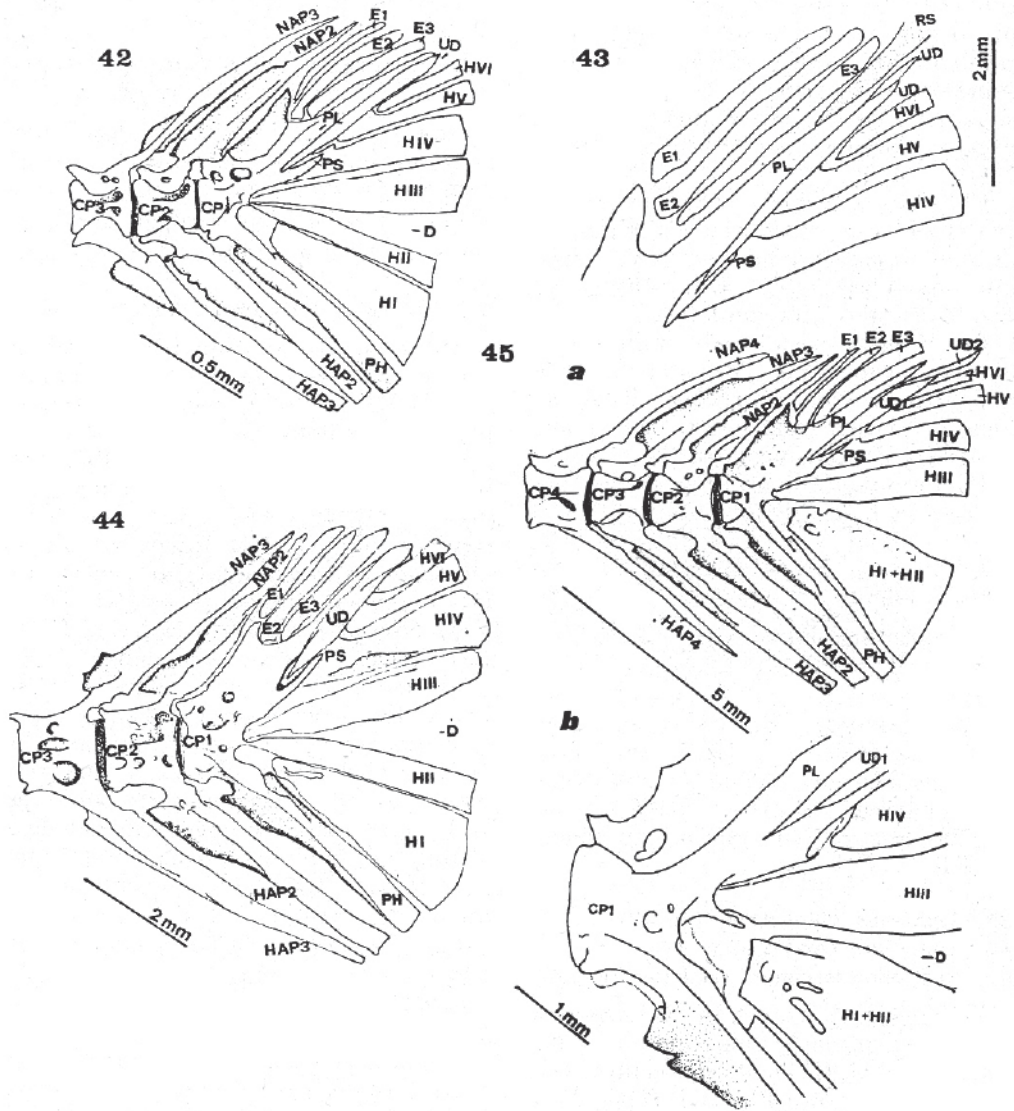 42
NAP3
NAP2
E1
E2
E3
UD
HVI
HV
PL
HIV
PS
HIII
CP3
CP2
CP1
-D
HII
HI
PH
HAP2
HAP3
0.5 mm
43
RS
UD
E3
UD
HVI
HV
PL
E1
E2
HIV
PS
2 mm
44
NAP3
NAP2
E1
E2
E3
UD
HVI
HV
HIV
PS
HIII
CP3
CP2
CP1
-D
HII
HI
PH
HAP2
HAP3
2 mm
45
a
NAP4
NAP3
NAP2
E1
E2
E3
UD2
HVI
HV
UD1
PL
HIV
PS
HIII
CP4
CP3
CP2
CP1
HI+HII
HAP4
HAP3
HAP2
PH
5 mm
b
PL
UD1
HIV
HIII
CP1
-D
HI+HII
1 mm